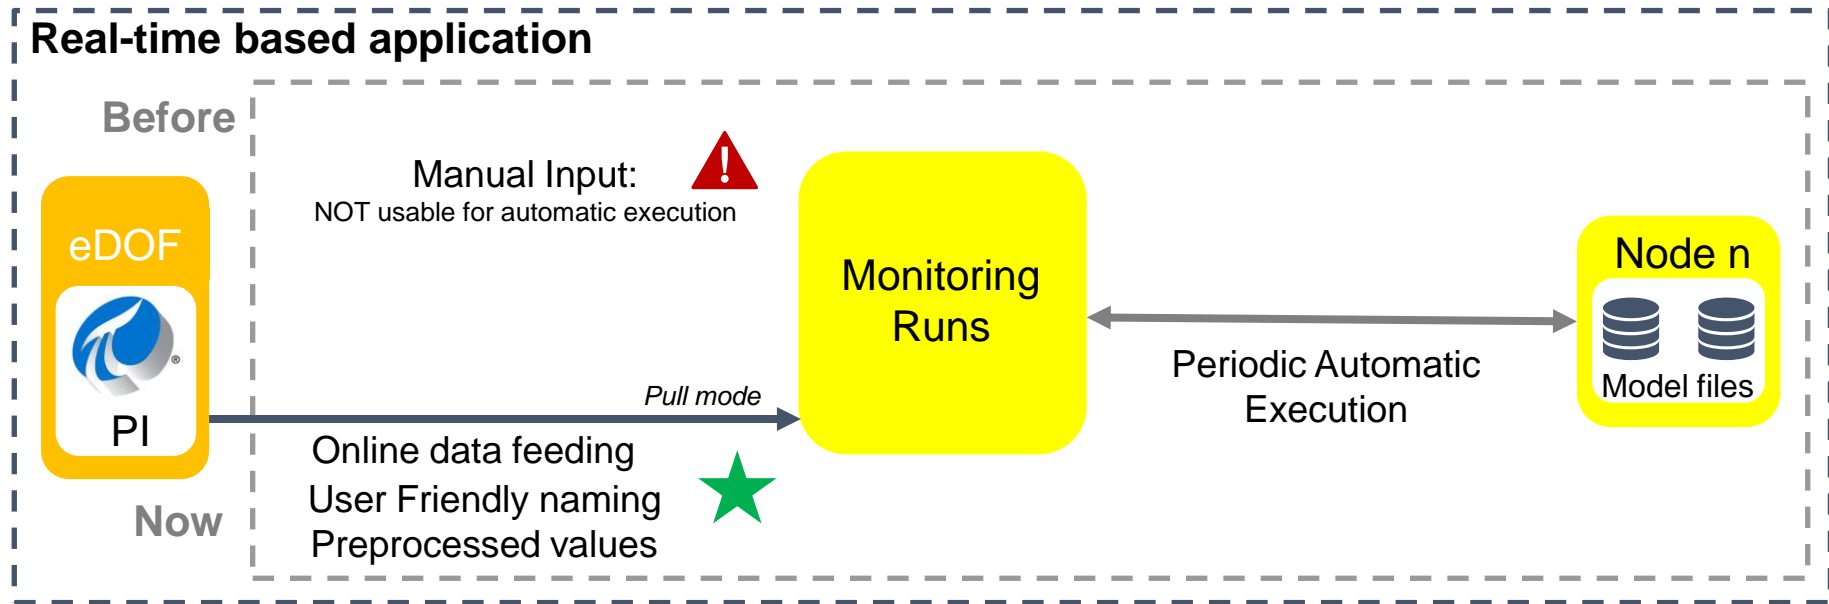 Real-time based application
Before
Manual Input:
NOT usable for automatic execution
eDOF
PI
®
Pull mode
Online data feeding
User Friendly naming
Preprocessed values
Now
Monitoring
Runs
Periodic Automatic
Execution
Node n
Model files